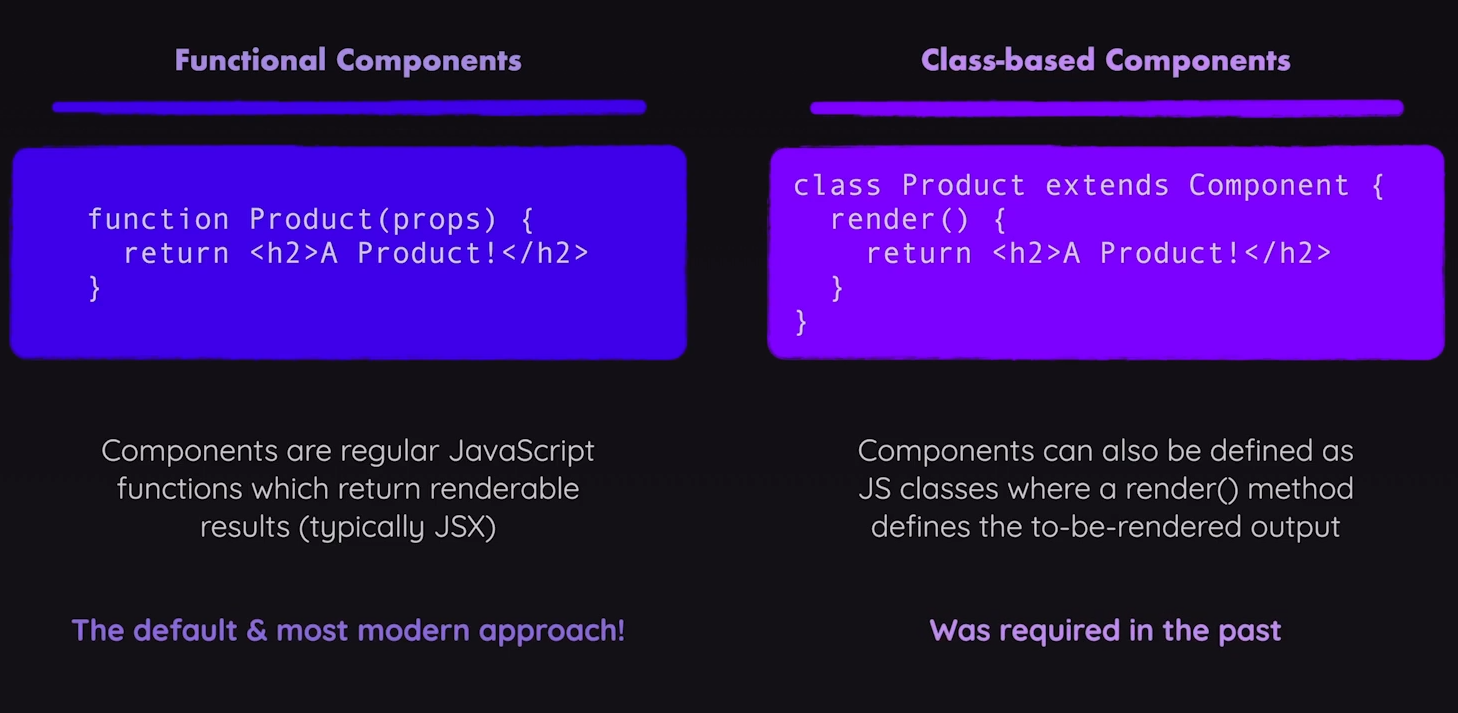 Functional Components
function Product(props) {
  return <h2>A Product!</h2>
}
Components are regular JavaScript
functions which return renderable
results (typically JSX)
The default & most modern approach!
Class-based Components
class Product extends Component {
  render() {
    return <h2>A Product!</h2>
  }
}
Components can also be defined as
JS classes where a render() method
defines the to-be-rendered output
Was required in the past